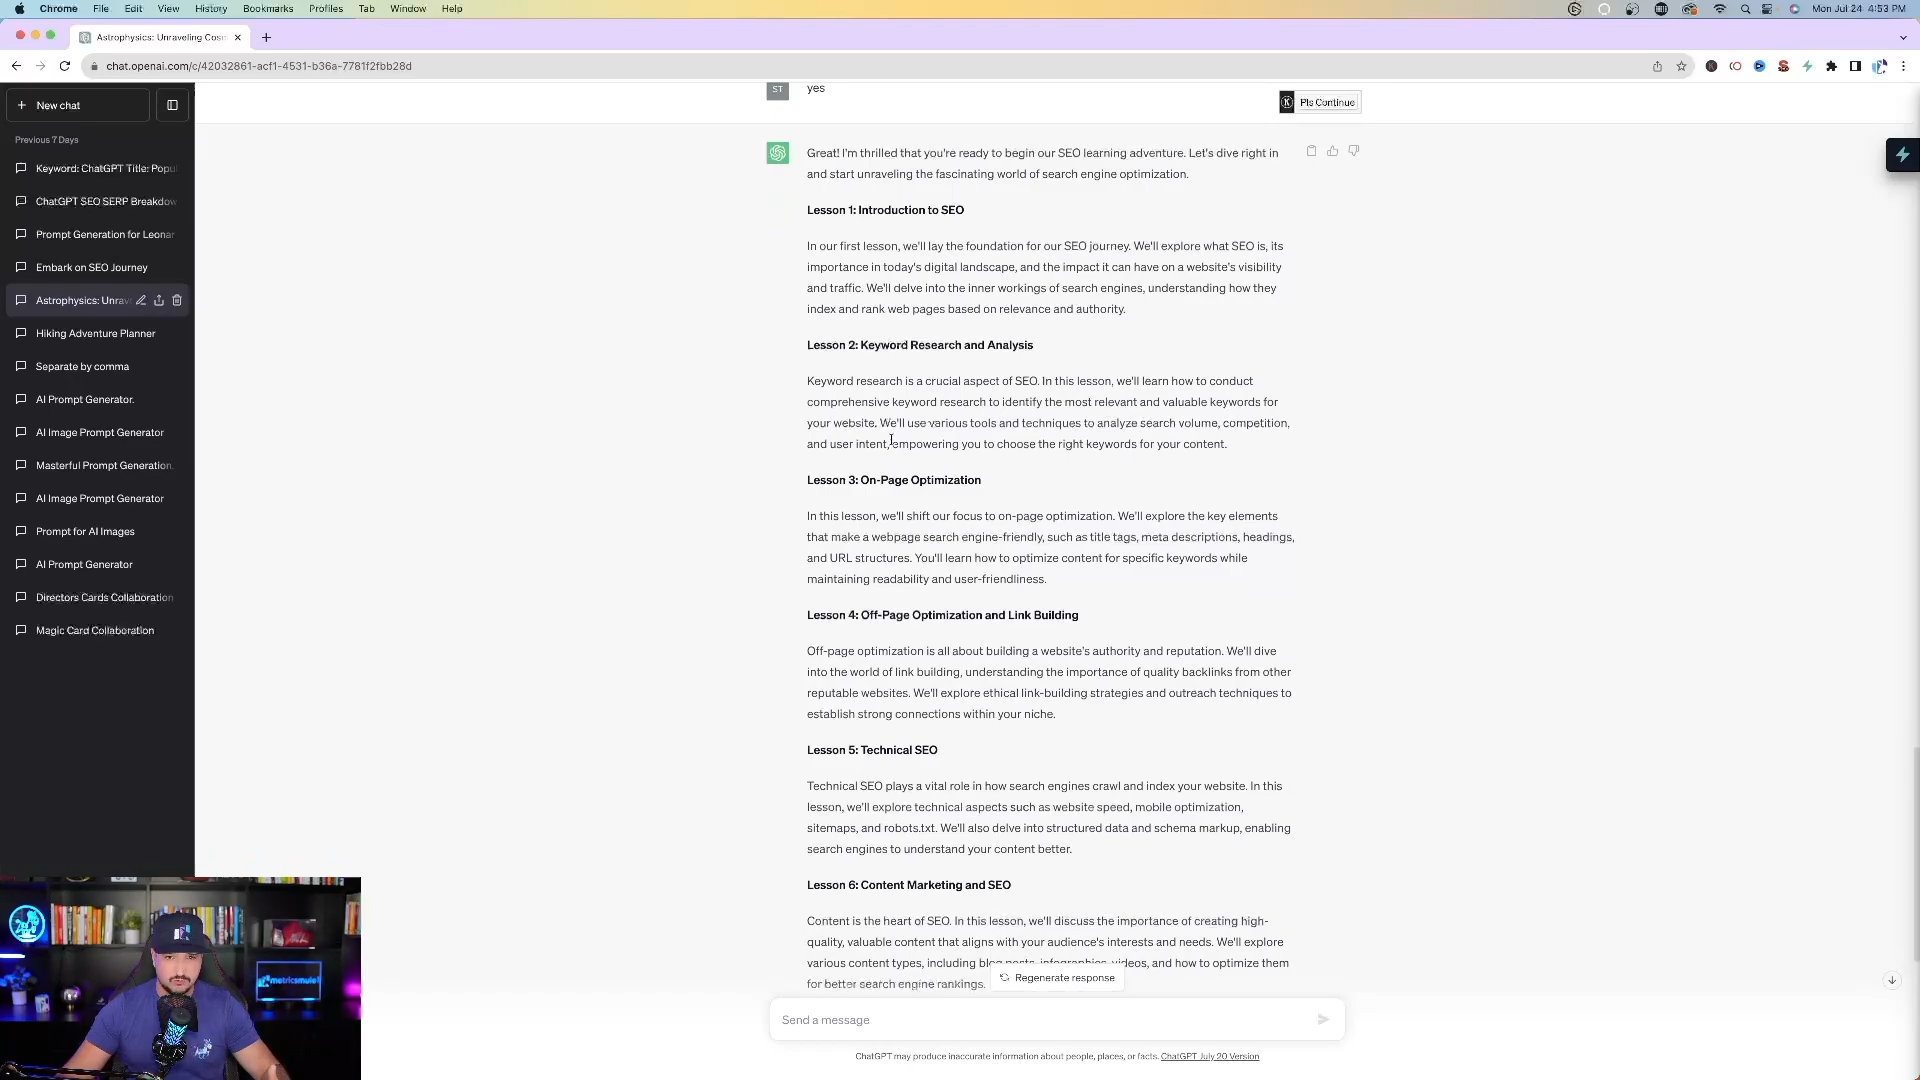 Chrome File Edit View History Bookmarks Profiles Tab Window Help
Mon Jul 24 4:53 PM
Astrophysics: Unraveling Cos
chat.openai.com/c/42032861-acf1-4531-b36a-7781f2fbb28d
New chat
Previous 7 Days
Keyword: ChatGPT Title: Popu
ChatGPT SEO SERP Breakdow
Prompt Generation for Leonar
Embark on SEO Journey
Astrophysics: Unrav
Hiking Adventure Planner
Separate by comma
AI Prompt Generator.
AI Image Prompt Generator
Masterful Prompt Generation.
AI Image Prompt Generator
Prompt for AI Images
AI Prompt Generator
Directors Cards Collaboration
Magic Card Collaboration
ST
yes
K Pls Continue
Great! I'm thrilled that you're ready to begin our SEO learning adventure. Let's dive right in
and start unraveling the fascinating world of search engine optimization.
Lesson 1: Introduction to SEO
In our first lesson, we'll lay the foundation for our SEO journey. We'll explore what SEO is, its
importance in today's digital landscape, and the impact it can have on a website's visibility
and traffic. We'll delve into the inner workings of search engines, understanding how they
index and rank web pages based on relevance and authority.
Lesson 2: Keyword Research and Analysis
Keyword research is a crucial aspect of SEO. In this lesson, we'll learn how to conduct
comprehensive keyword research to identify the most relevant and valuable keywords for
your website. We'll use various tools and techniques to analyze search volume, competition,
and user intent, empowering you to choose the right keywords for your content.
Lesson 3: On-Page Optimization
In this lesson, we'll shift our focus to on-page optimization. We'll explore the key elements
that make a webpage search engine-friendly, such as title tags, meta descriptions, headings,
and URL structures. You'll learn how to optimize content for specific keywords while
maintaining readability and user-friendliness.
Lesson 4: Off-Page Optimization and Link Building
Off-page optimization is all about building a website's authority and reputation. We'll dive
into the world of link building, understanding the importance of quality backlinks from other
reputable websites. We'll explore ethical link-building strategies and outreach techniques to
establish strong connections within your niche.
Lesson 5: Technical SEO
Technical SEO plays a vital role in how search engines crawl and index your website. In this
lesson, we'll explore technical aspects such as website speed, mobile optimization,
sitemaps, and robots.txt. We'll also delve into structured data and schema markup, enabling
search engines to understand your content better.
Lesson 6: Content Marketing and SEO
Content is the heart of SEO. In this lesson, we'll discuss the importance of creating high-
quality, valuable content that aligns with your audience's interests and needs. We'll explore
various content types, including blog posts, infographics, videos, and how to optimize them
for better search engine rankings.
Regenerate response
Send a message
ChatGPT may produce inaccurate information about people, places, or facts. ChatGPT July 20 Version
metricsmule